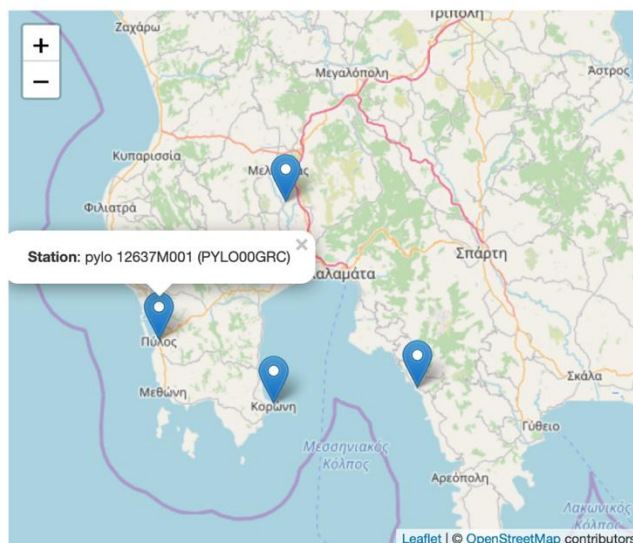 Ζαχάρω
Τρίπολη
+
−
Μεγαλόπολη
Άστρος
Κυπαρισσία
Φιλιατρά
Station: pylo 12637M001 (PYLO00GRC)
×
Σπάρτη
Πύλος
Μεθώνη
Κορώνη
Σκάλα
Γύθειο
Μεσσηνιακός
Κόλπος
Αρεόπολη
Λακωνικός
Κόλπος
Leaflet | © OpenStreetMap contributors